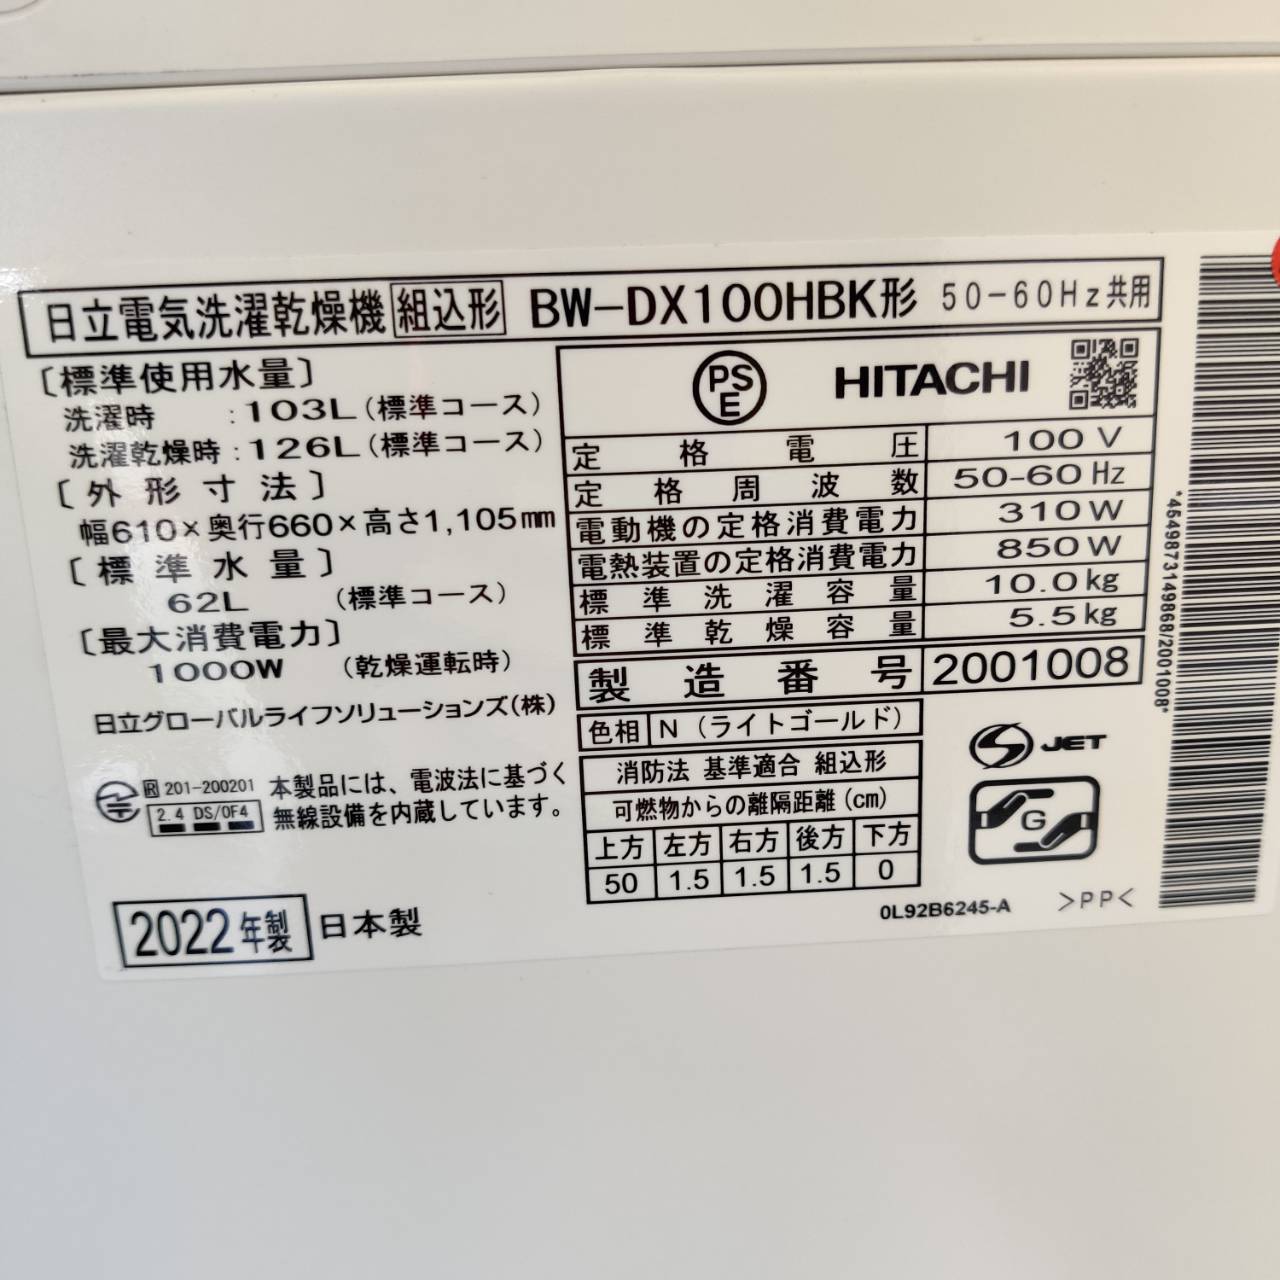 日立電気洗濯乾燥機 組込形 BW-DX100HBK形 50-60Hz共用
〔標準使用水量〕
洗濯時 :103L(標準コース)
洗濯乾燥時:126L(標準コース)
〔外形寸法〕
幅610×奥行660×高さ1,105mm
〔標準水量〕
62L (標準コース)
〔最大消費電力〕
1000W (乾燥運転時)
日立グローバルライフソリューションズ(株)
R 201-200201
2.4 DS/OF4
本製品には、電波法に基づく
無線設備を内蔵しています。
2022年製 日本製
PS
E
HITACHI
定格電圧 100 V
定格周波数 50-60 Hz
電動機の定格消費電力 310 W
電熱装置の定格消費電力 850 W
標準洗濯容量 10.0 kg
標準乾燥容量 5.5 kg
製造番号 2001008
色相 N (ライトゴールド)
消防法 基準適合 組込形
可燃物からの離隔距離(cm)
上方 左方 右方 後方 下方
50 1.5 1.5 1.5 0
S JET
G
0L92B6245-A >PP<
*4549873149868/2001008*